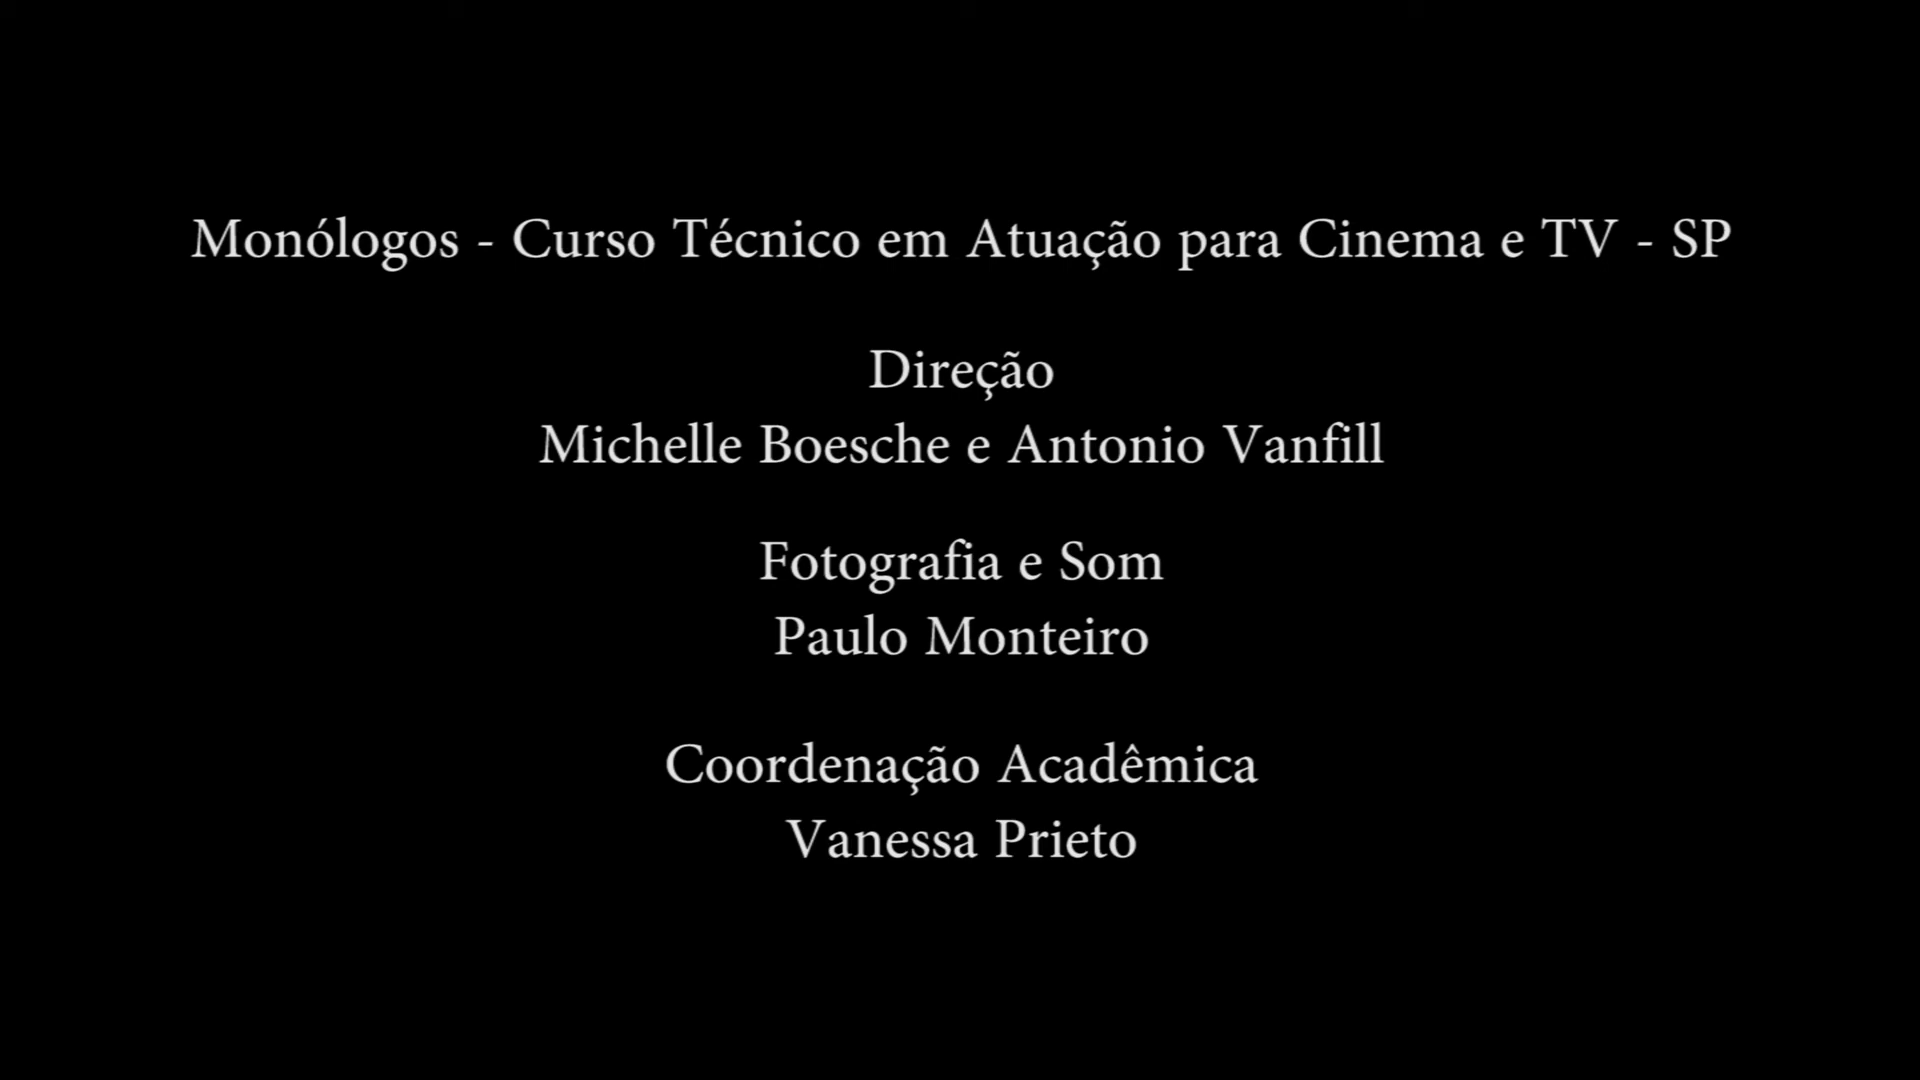 Monólogos - Curso Técnico em Atuação para Cinema e TV - SP
Direção
Michelle Boesche e Antonio Vanfill
Fotografia e Som
Paulo Monteiro
Coordenação Acadêmica
Vanessa Prieto